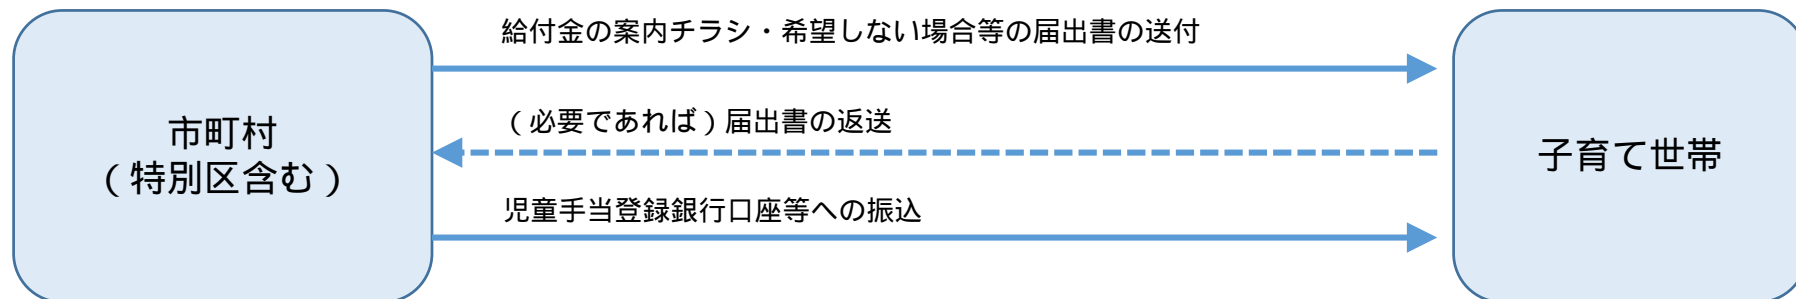 給付金の案内チラシ・希望しない場合等の届出書の送付
（必要であれば）届出書の返送
市町村
（特別区含む）
児童手当登録銀行口座等への振込
子育て世帯